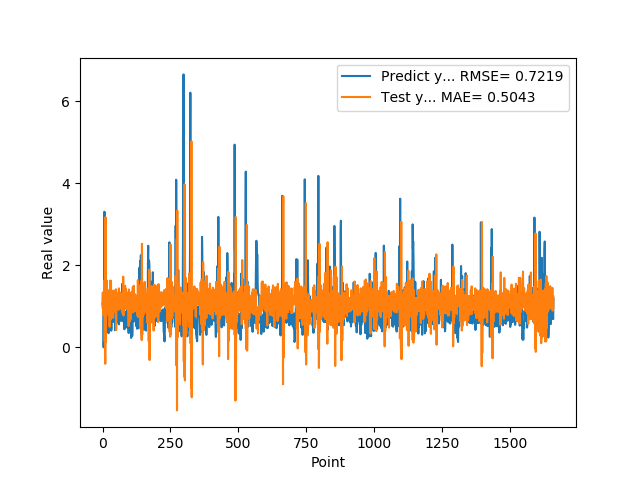 Predict y... RMSE= 0.7219
Test y... MAE= 0.5043
6
4
2
0
Real value
0 250 500 750 1000 1250 1500
Point